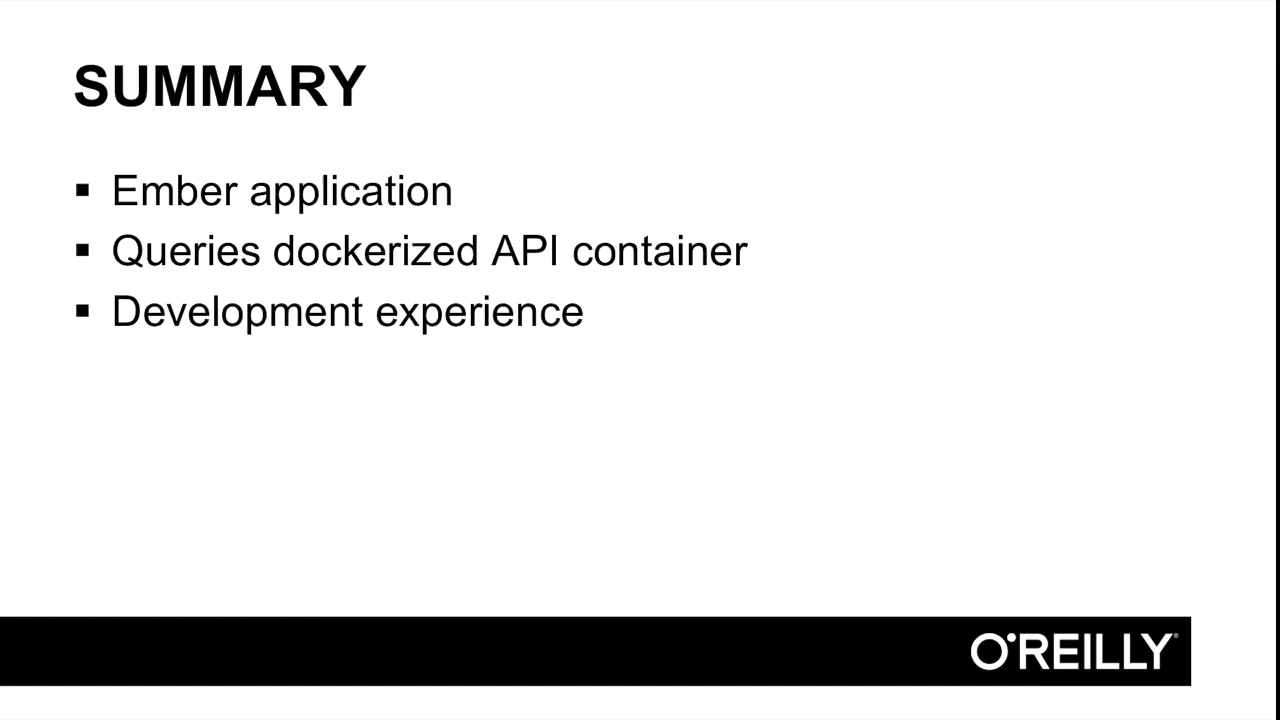 SUMMARY
▪ Ember application
▪ Queries dockerized API container
▪ Development experience
O'REILLY®